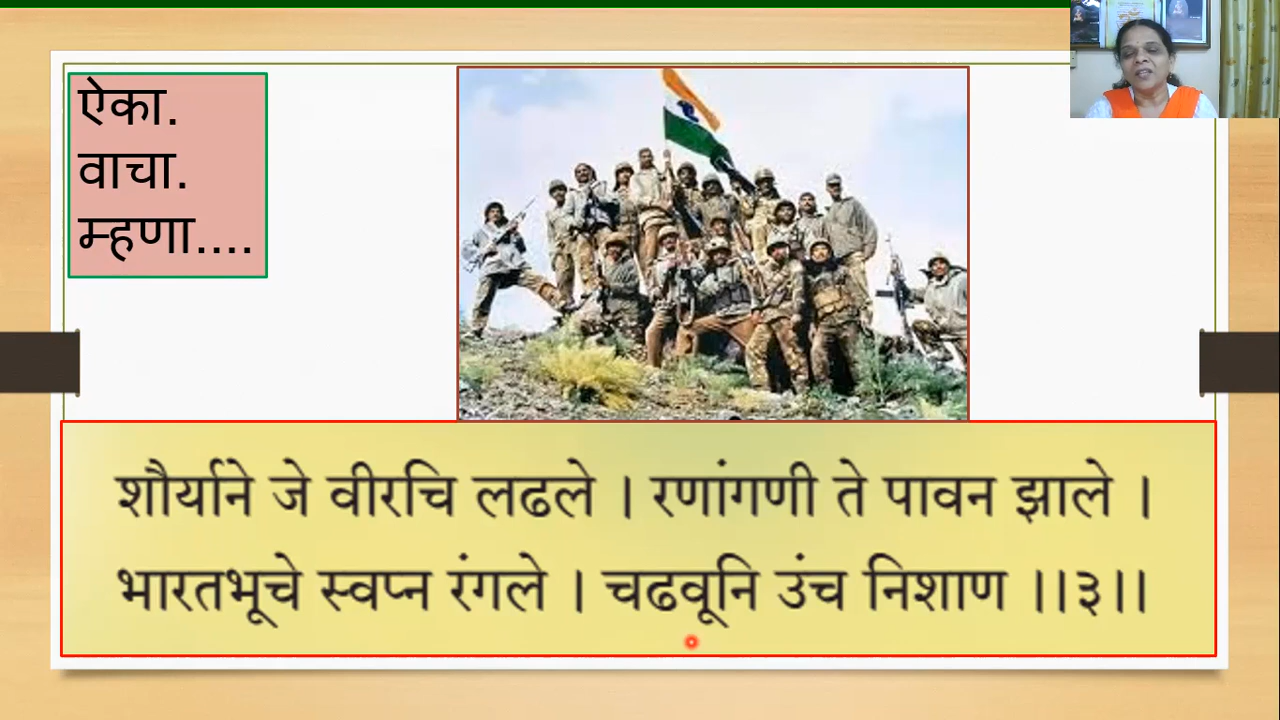 ऐका.
वाचा.
म्हणा....
शौर्याने जे वीरचि लढले । रणांगणी ते पावन झाले ।
भारतभूचे स्वप्न रंगले । चढवूनि उंच निशाण ।।३।।